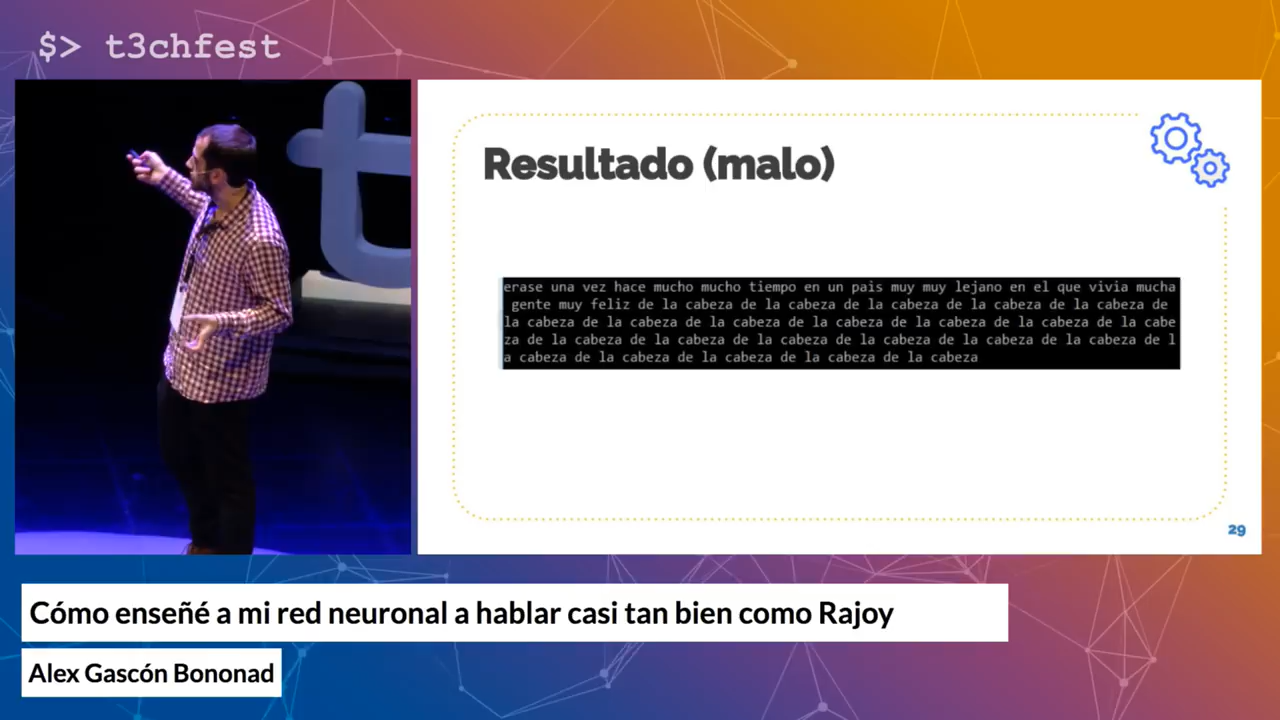 $> t3chfest
t
Resultado (malo)
erase una vez hace mucho mucho tiempo en un pais muy muy lejano en el que vivia mucha
gente muy feliz de la cabeza de la cabeza de la cabeza de la cabeza de la cabeza de
la cabeza de la cabeza de la cabeza de la cabeza de la cabeza de la cabeza de la cabe
za de la cabeza de la cabeza de la cabeza de la cabeza de la cabeza de la cabeza de l
a cabeza de la cabeza de la cabeza de la cabeza de la cabeza
29
Cómo enseñé a mi red neuronal a hablar casi tan bien como Rajoy
Alex Gascón Bononad